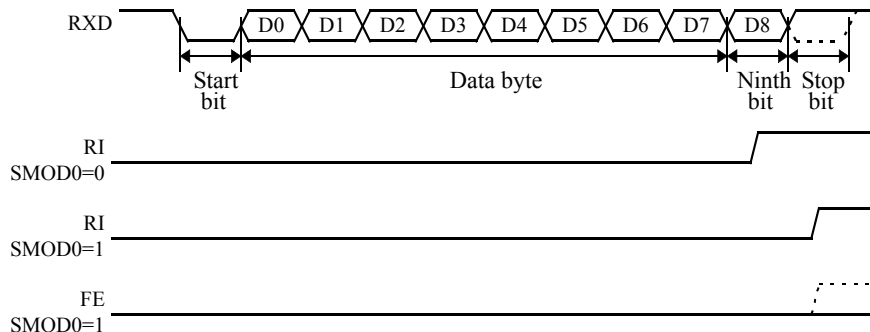 RXD
D0 D1 D2 D3 D4 D5 D6 D7 D8
Start bit
Data byte
Ninth bit
Stop bit
RI
SMOD0=0
RI
SMOD0=1
FE
SMOD0=1